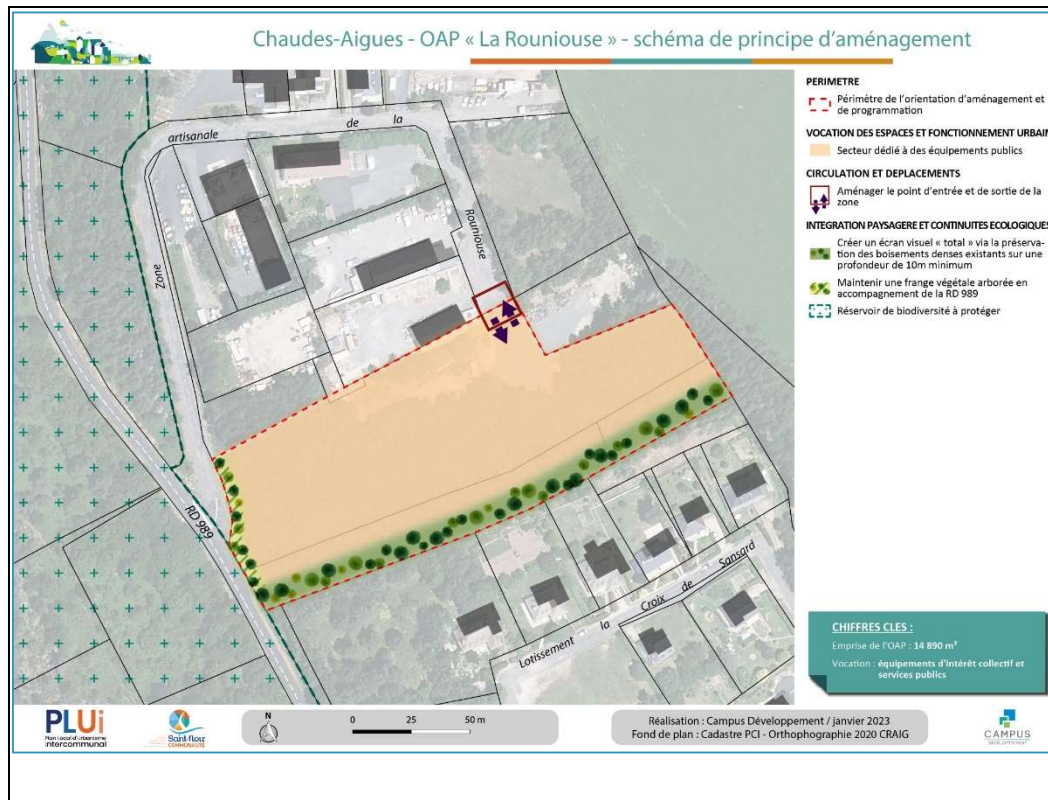 Chaudes-Aigues - OAP « La Rouniouse » - schéma de principe d'aménagement
PERIMETRE
Périmètre de l'orientation d'aménagement et
de programmation
VOCATION DES ESPACES ET FONCTIONNEMENT URBAIN
Secteur dédié à des équipements publics
CIRCULATION ET DEPLACEMENTS
Aménager le point d'entrée et de sortie de la
zone
INTEGRATION PAYSAGERE ET CONTINUITES ECOLOGIQUES
Créer un écran visuel « total » via la préserva-
tion des boisements denses existants sur une
profondeur de 10m minimum
Maintenir une frange végétale arborée en
accompagnement de la RD 989
Réservoir de biodiversité à protéger
Zone artisanale de la Rouniouse
RD 989
Lotissement la Croix de Sansard
CHIFFRES CLES :
Emprise de l'OAP : 14 890 m²
Vocation : équipements d'intérêt collectif et
services publics
PLUi
Plan Local d'Urbanisme
intercommunal
Saint-Flour
COMMUNAUTÉ
N
0 25 50 m
Réalisation : Campus Développement / janvier 2023
Fond de plan : Cadastre PCI - Orthophographie 2020 CRAIG
CAMPUS
DÉVELOPPEMENT